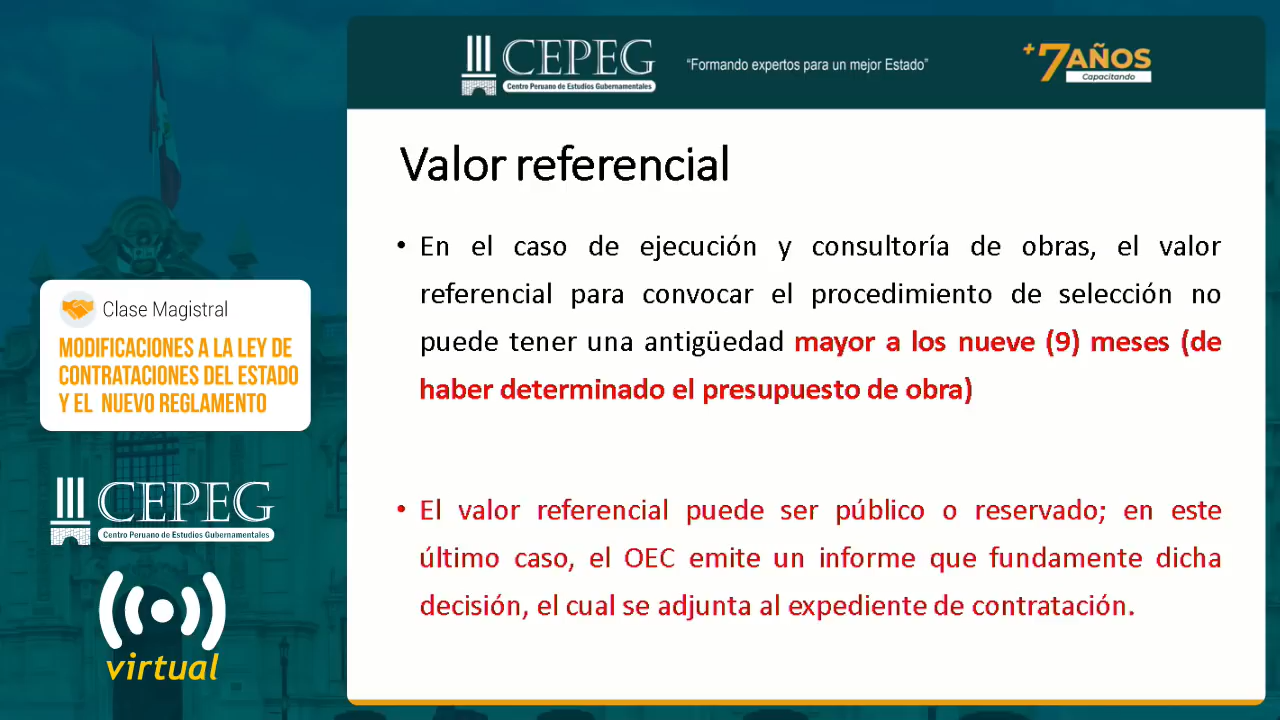 CEPEG
Centro Peruano de Estudios Gubernamentales
“Formando expertos para un mejor Estado”
+7AÑOS
Capacitando
Valor referencial
• En el caso de ejecución y consultoría de obras, el valor
referencial para convocar el procedimiento de selección no
puede tener una antigüedad mayor a los nueve (9) meses (de
haber determinado el presupuesto de obra)
• El valor referencial puede ser público o reservado; en este
último caso, el OEC emite un informe que fundamente dicha
decisión, el cual se adjunta al expediente de contratación.
Clase Magistral
MODIFICACIONES A LA LEY DE
CONTRATACIONES DEL ESTADO
Y EL NUEVO REGLAMENTO
CEPEG
Centro Peruano de Estudios Gubernamentales
virtual